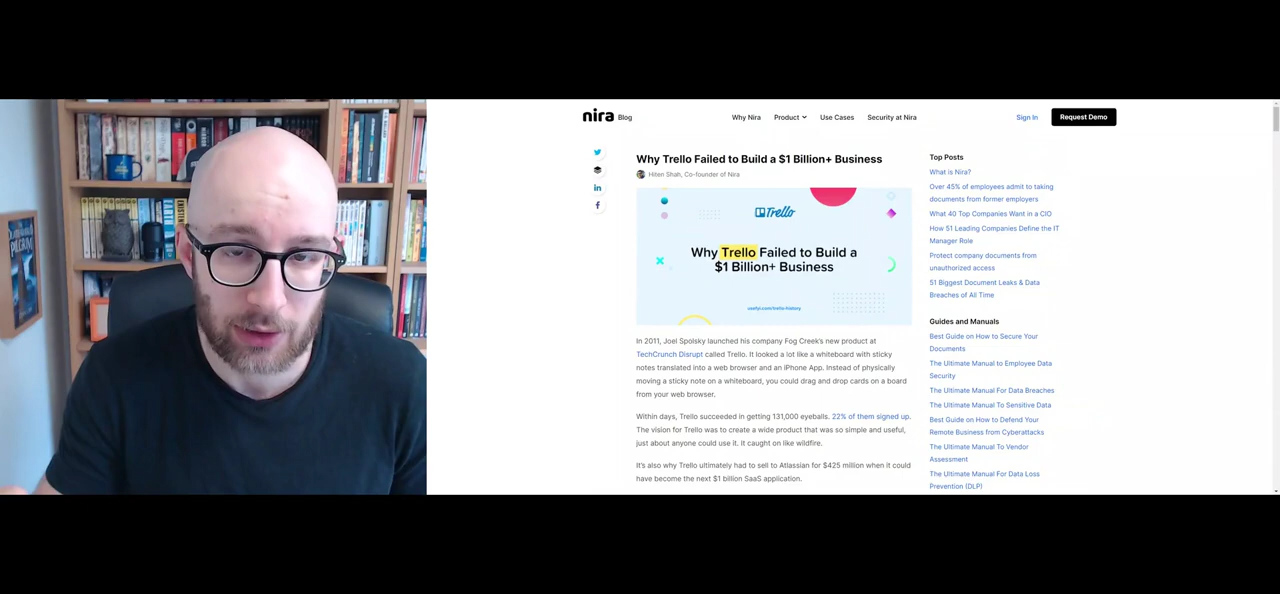 nira Blog
Why Nira
Product
Use Cases
Security at Nira
Sign In
Request Demo
Why Trello Failed to Build a $1 Billion+ Business
Hiten Shah, Co-founder of Nira
Trello
Why Trello Failed to Build a
$1 Billion+ Business
usefyi.com/trello-history
In 2011, Joel Spolsky launched his company Fog Creek's new product at
TechCrunch Disrupt called Trello. It looked a lot like a whiteboard with sticky
notes translated into a web browser and an iPhone App. Instead of physically
moving a sticky note on a whiteboard, you could drag and drop cards on a board
from your web browser.
Within days, Trello succeeded in getting 131,000 eyeballs. 22% of them signed up.
The vision for Trello was to create a wide product that was so simple and useful,
just about anyone could use it. It caught on like wildfire.
It's also why Trello ultimately had to sell to Atlassian for $425 million when it could
have become the next $1 billion SaaS application.
Top Posts
What is Nira?
Over 45% of employees admit to taking
documents from former employers
What 40 Top Companies Want in a CIO
How 51 Leading Companies Define the IT
Manager Role
Protect company documents from
unauthorized access
51 Biggest Document Leaks & Data
Breaches of All Time
Guides and Manuals
Best Guide on How to Secure Your
Documents
The Ultimate Manual to Employee Data
Security
The Ultimate Manual For Data Breaches
The Ultimate Manual To Sensitive Data
Best Guide on How to Defend Your
Remote Business from Cyberattacks
The Ultimate Manual To Vendor
Assessment
The Ultimate Manual For Data Loss
Prevention (DLP)